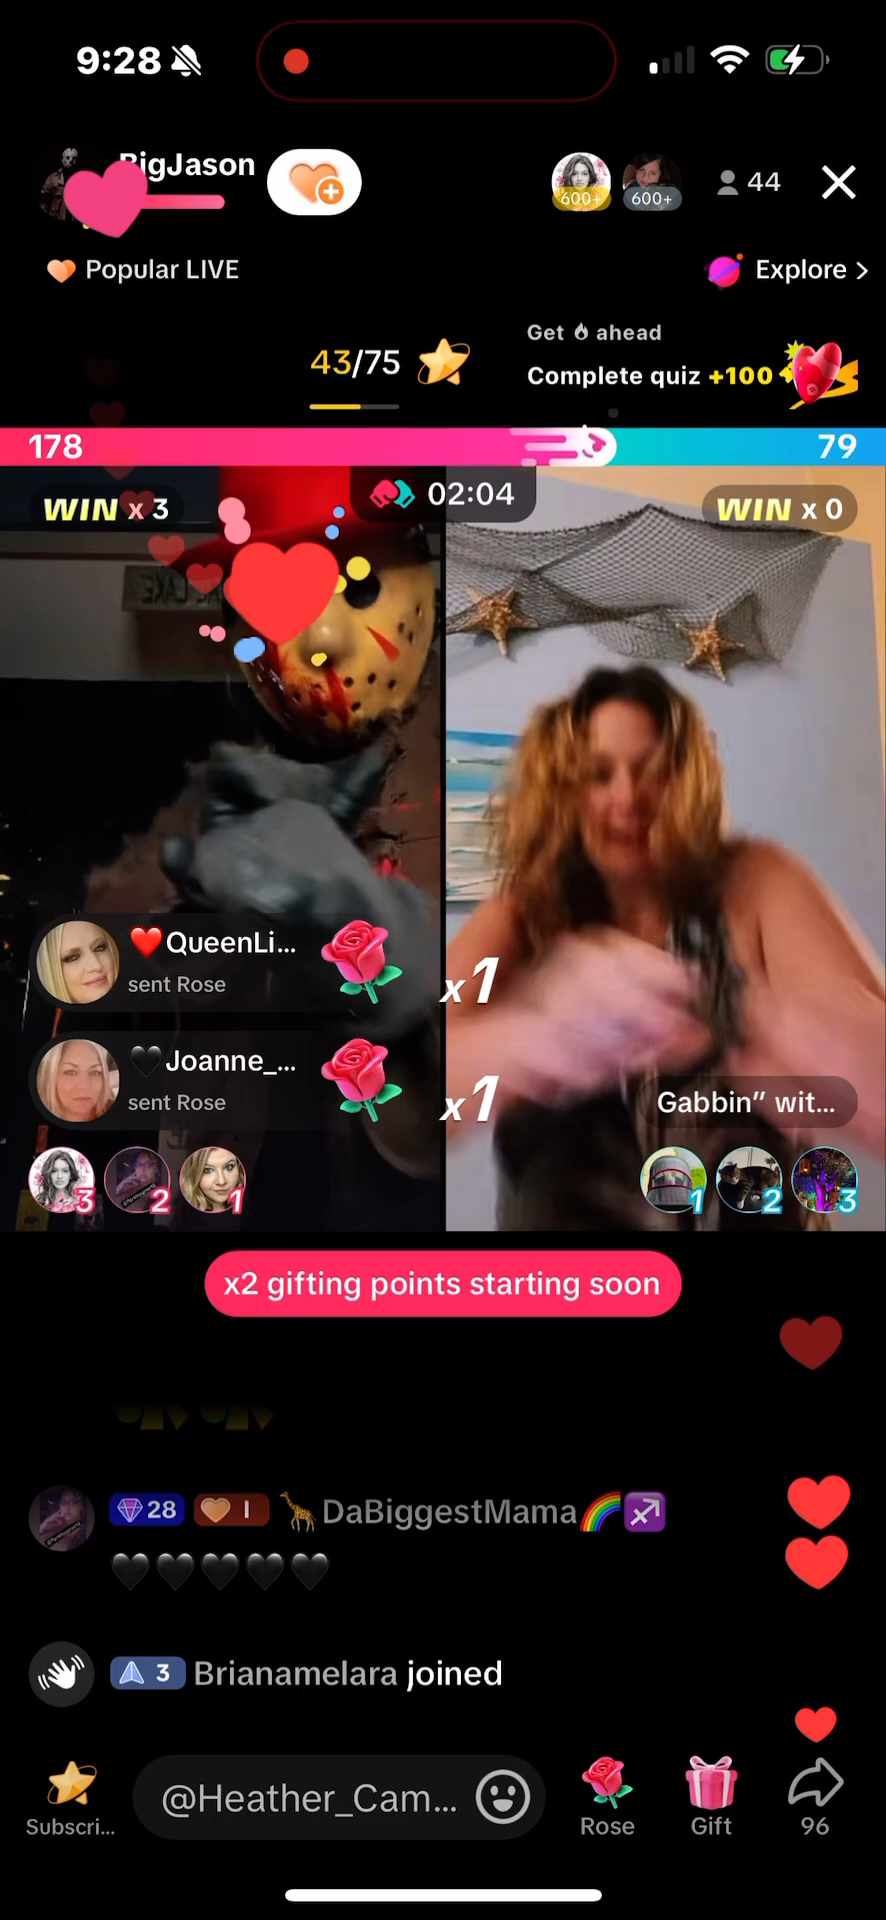 9:28
BigJason
600+
600+
44
Popular LIVE
Explore >
43/75
Get 🔥 ahead
Complete quiz +100
178
79
WIN x 3
02:04
WIN x 0
❤️QueenLi...
sent Rose
x1
🖤Joanne_...
sent Rose
x1
Gabbin” wit...
3
2
1
1
2
3
x2 gifting points starting soon
28
I
🦒DaBiggestMama🌈♐
🖤🖤🖤🖤🖤
3
Brianamelara joined
Subscri...
@Heather_Cam...
Rose
Gift
96